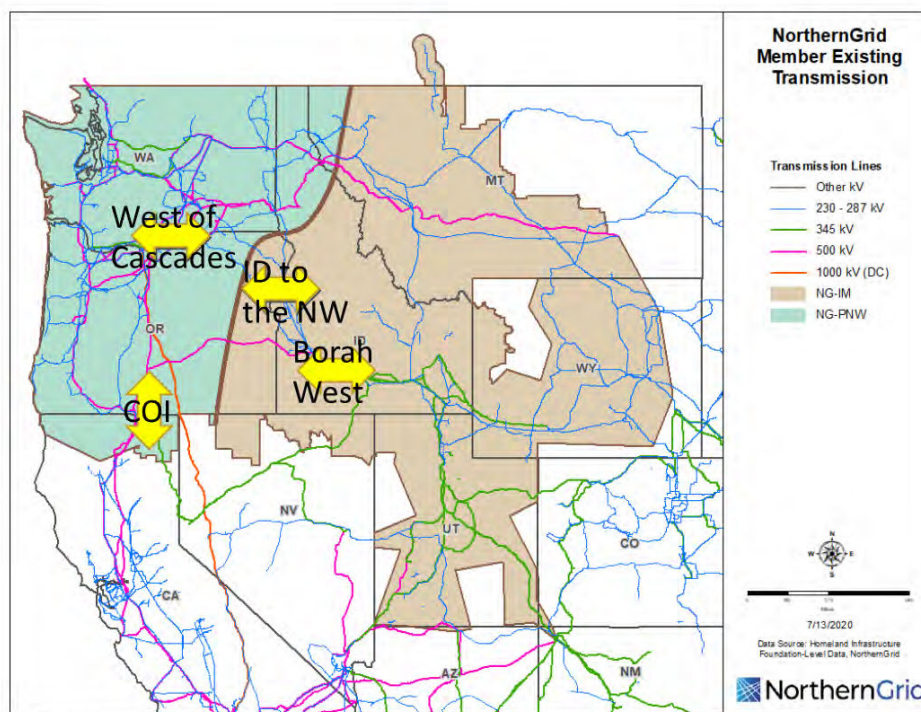 NorthernGrid
Member Existing
Transmission
Transmission Lines
Other kV
230 - 287 kV
345 kV
500 kV
1000 kV (DC)
NG-IM
NG-PNW
WA
MT
West of
Cascades
ID to
the NW
OR
ID
Borah
West
WY
COI
NV
UT
CO
CA
AZ
NM
N
W
E
S
Miles
7/13/2020
Data Source: Homeland Infrastructure
Foundation-Level Data, NorthernGrid
NorthernGrid